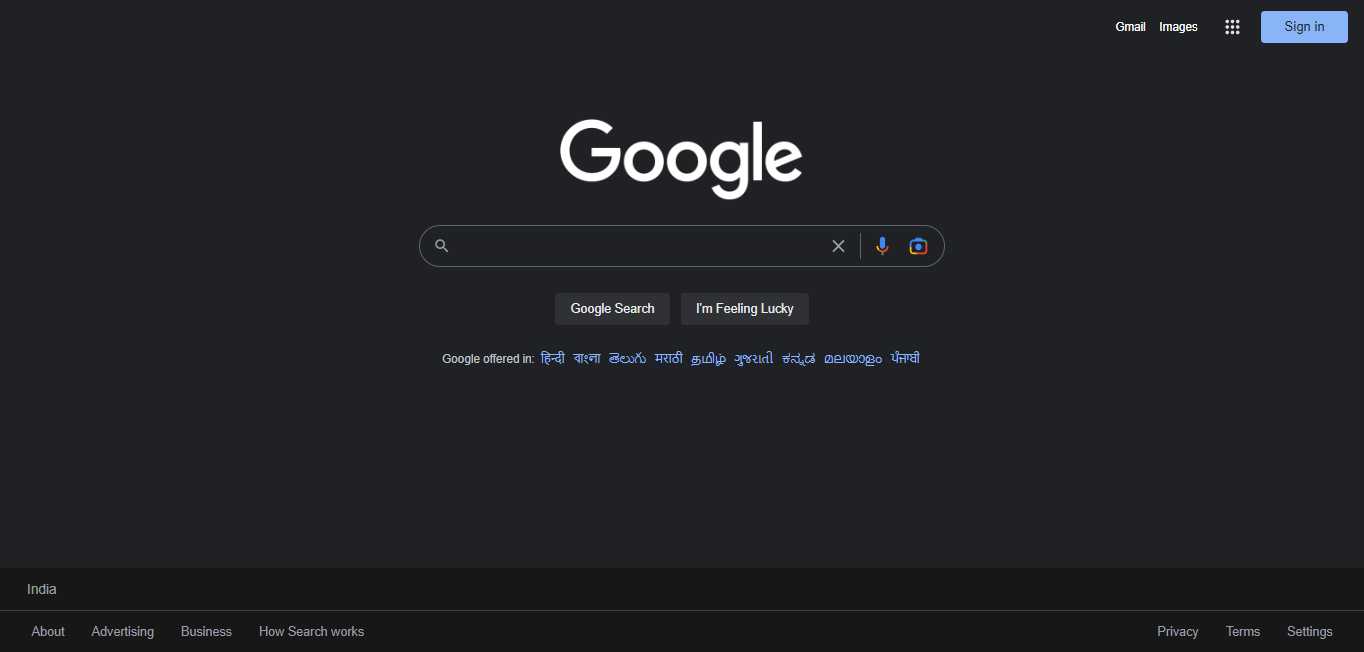 Gmail Images Sign in
Google
Google Search I'm Feeling Lucky
Google offered in: हिन्दी বাংলা తెలుగు मराठी தமிழ் ગુજરાતી ಕನ್ನಡ മലയാളം ਪੰਜਾਬੀ
India
About Advertising Business How Search works Privacy Terms Settings